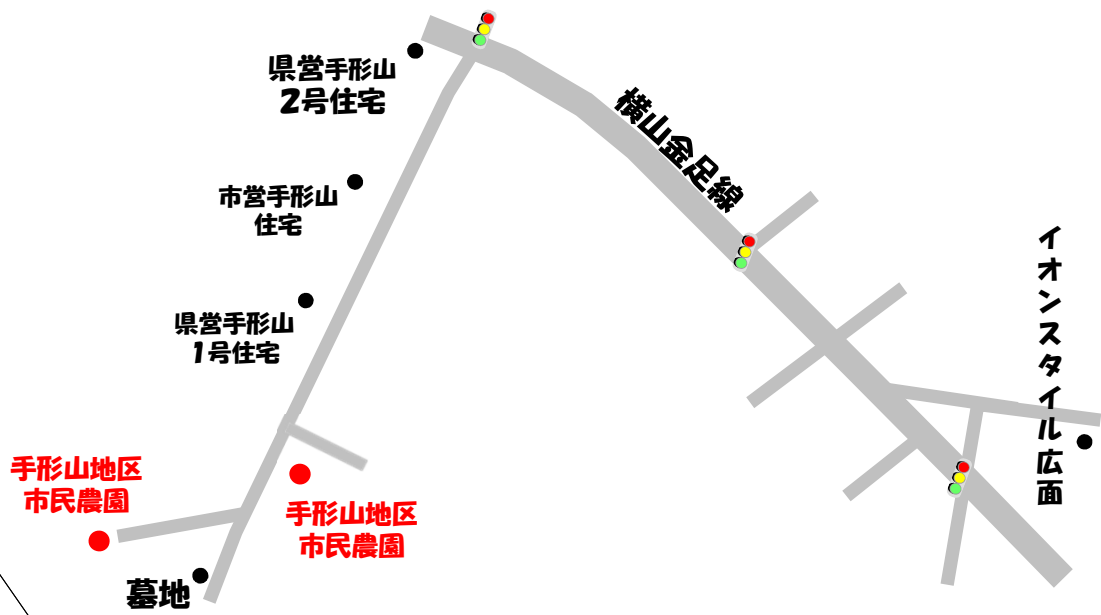 県営手形山
2号住宅
横山金足線
市営手形山
住宅
イオンスタイル広面
県営手形山
1号住宅
手形山地区
市民農園
手形山地区
市民農園
墓地